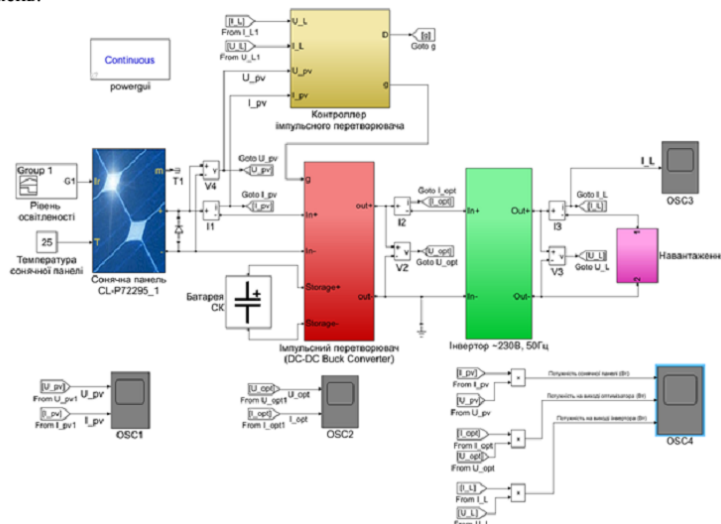 [I_L]
From I_L1
[U_L]
From U_L1
U_pv
I_pv
U_L
I_L
U_pv
I_pv
D
g
[g]
Goto g
Контроллер
імпульсного перетворювача
Continuous
powergui
Group 1
G1
Рівень
освітленості
25
Температура
сонячної панелі
Ir
T
m
+
-
Сонячна панель
CL-P72295_1
T1
V4
I1
Goto U_pv
[U_pv]
Goto I_pv
[I_pv]
Батарея
СК
g
In+
In-
Storage+
Storage-
out+
out-
Імпульсний перетворювач
(DC-DC Buck Converter)
I2
Goto I_opt
[I_opt]
V2
[U_opt]
Goto U_opt
In+
In-
Out+
Out-
Інвертор ~230В, 50Гц
I3
Goto I_L
[I_L]
V3
[U_L]
Goto U_L
I_L
OSC3
1
2
Навантаження
[U_pv]
From U_pv1
U_pv
[I_pv]
From I_pv1
I_pv
OSC1
[U_opt]
From U_opt1
U_opt
[I_opt]
From I_opt1
I_opt
OSC2
[I_pv]
From I_pv
[U_pv]
From U_pv
Потужність сонячної панелі (Вт)
[I_opt]
From I_opt
[U_opt]
From U_opt
Потужність на виході оптимізатора (Вт)
[I_L]
From I_L
[U_L]
From U_L
Потужність на виході інвертора (Вт)
OSC4